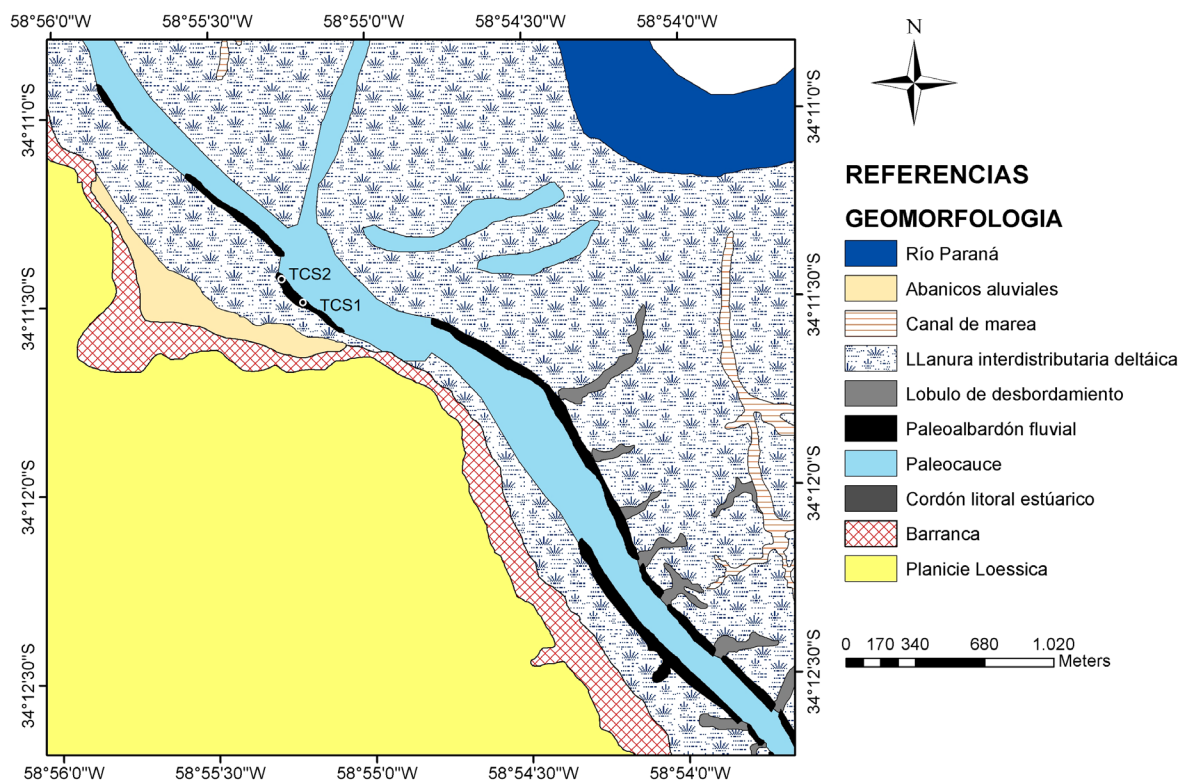 58°56'0"W 58°55'30"W 58°55'0"W 58°54'30"W 58°54'0"W
N
34°11'0"S 34°11'0"S
REFERENCIAS
GEOMORFOLOGIA
Río Paraná
TCS2
Abanicos aluviales
TCS1
34°11'30"S 34°11'30"S
Canal de marea
LLanura interdistributaria deltáica
Lobulo de desbordamiento
Paleoalbardón fluvial
Paleocauce
34°12'0"S 34°12'0"S
Cordón litoral estúarico
Barranca
Planicie Loessica
0 170 340 680 1.020
Meters
34°12'30"S 34°12'30"S
58°56'0"W 58°55'30"W 58°55'0"W 58°54'30"W 58°54'0"W